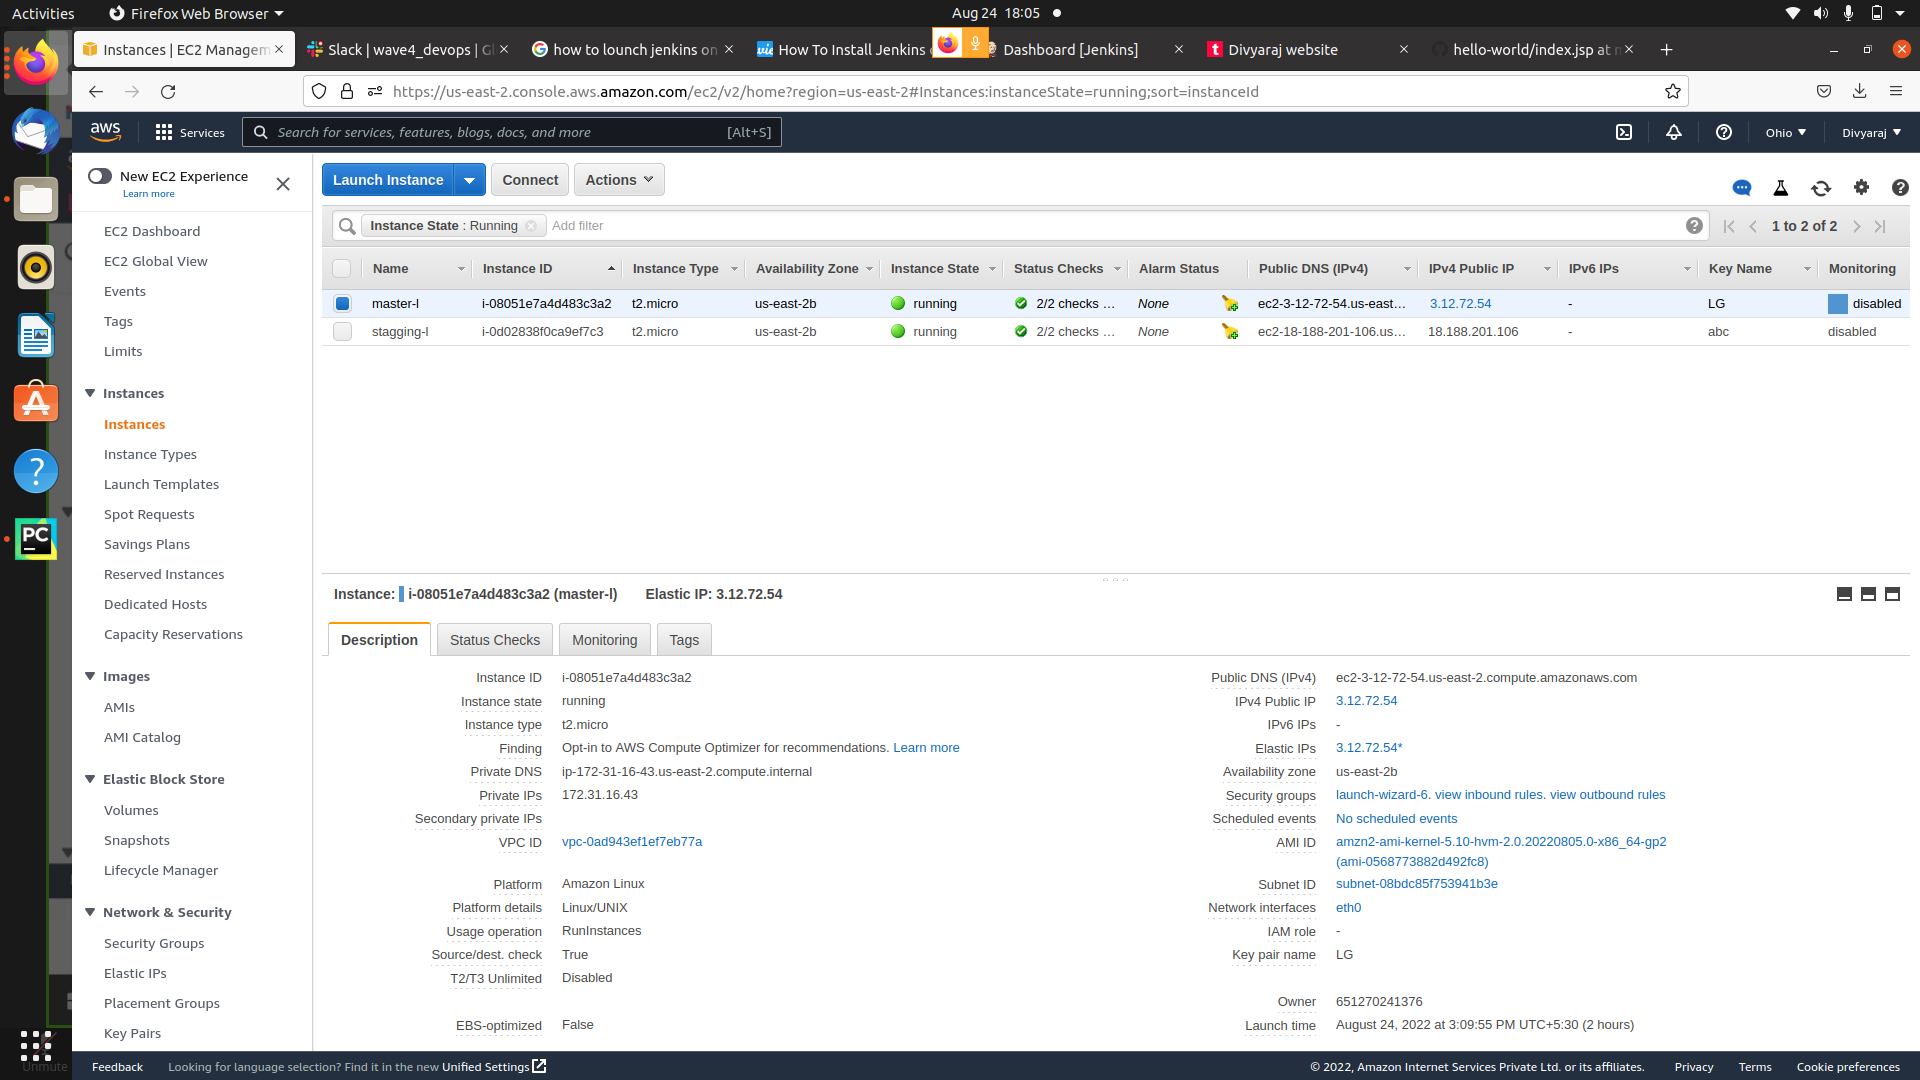 Activities
Firefox Web Browser
Aug 24 18:05
Instances | EC2 Managem
Slack | wave4_devops | Gl
how to lounch jenkins on
How To Install Jenkins
Dashboard [Jenkins]
Divyaraj website
hello-world/index.jsp at m
https://us-east-2.console.aws.amazon.com/ec2/v2/home?region=us-east-2#Instances:instanceState=running;sort=instanceId
aws
Services
Search for services, features, blogs, docs, and more
[Alt+S]
Ohio
Divyaraj
New EC2 Experience
Learn more
EC2 Dashboard
EC2 Global View
Events
Tags
Limits
Instances
Instances
Instance Types
Launch Templates
Spot Requests
Savings Plans
Reserved Instances
Dedicated Hosts
Capacity Reservations
Images
AMIs
AMI Catalog
Elastic Block Store
Volumes
Snapshots
Lifecycle Manager
Network & Security
Security Groups
Elastic IPs
Placement Groups
Key Pairs
Launch Instance
Connect
Actions
Instance State : Running
Add filter
1 to 2 of 2
Name Instance ID Instance Type Availability Zone Instance State Status Checks Alarm Status Public DNS (IPv4) IPv4 Public IP IPv6 IPs Key Name Monitoring
master-l i-08051e7a4d483c3a2 t2.micro us-east-2b running 2/2 checks ... None ec2-3-12-72-54.us-east... 3.12.72.54 - LG disabled
stagging-l i-0d02838f0ca9ef7c3 t2.micro us-east-2b running 2/2 checks ... None ec2-18-188-201-106.us... 18.188.201.106 - abc disabled
Instance: i-08051e7a4d483c3a2 (master-l) Elastic IP: 3.12.72.54
Description
Status Checks
Monitoring
Tags
Instance ID i-08051e7a4d483c3a2
Instance state running
Instance type t2.micro
Finding Opt-in to AWS Compute Optimizer for recommendations. Learn more
Private DNS ip-172-31-16-43.us-east-2.compute.internal
Private IPs 172.31.16.43
Secondary private IPs
VPC ID vpc-0ad943ef1ef7eb77a
Platform Amazon Linux
Platform details Linux/UNIX
Usage operation RunInstances
Source/dest. check True
T2/T3 Unlimited Disabled
EBS-optimized False
Public DNS (IPv4) ec2-3-12-72-54.us-east-2.compute.amazonaws.com
IPv4 Public IP 3.12.72.54
IPv6 IPs -
Elastic IPs 3.12.72.54*
Availability zone us-east-2b
Security groups launch-wizard-6. view inbound rules. view outbound rules
Scheduled events No scheduled events
AMI ID amzn2-ami-kernel-5.10-hvm-2.0.20220805.0-x86_64-gp2
(ami-0568773882d492fc8)
Subnet ID subnet-08bdc85f753941b3e
Network interfaces eth0
IAM role -
Key pair name LG
Owner 651270241376
Launch time August 24, 2022 at 3:09:55 PM UTC+5:30 (2 hours)
PC
Unmute
Feedback
Looking for language selection? Find it in the new Unified Settings
© 2022, Amazon Internet Services Private Ltd. or its affiliates.
Privacy
Terms
Cookie preferences